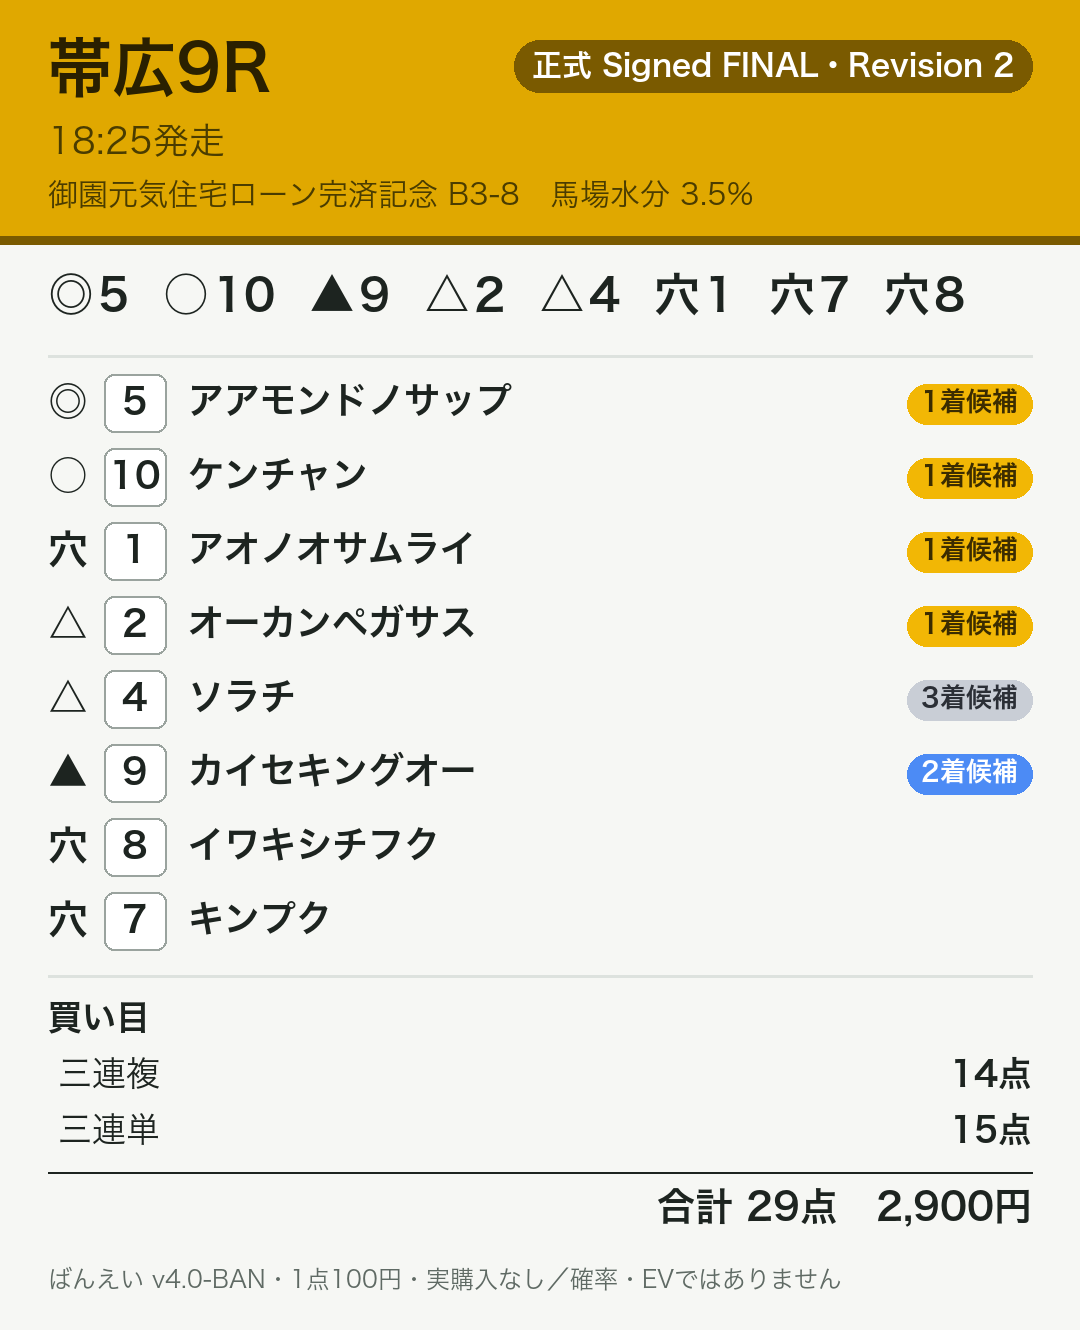 帯広9R
正式 Signed FINAL・Revision 2
18:25発走
御園元気住宅ローン完済記念 B3-8　馬場水分 3.5%
◎5 ○10 ▲9 △2 △4 穴1 穴7 穴8
◎ 5 アアモンドノサップ 1着候補
○ 10 ケンチャン 1着候補
穴 1 アオノオサムライ 1着候補
△ 2 オーカンペガサス 1着候補
△ 4 ソラチ 3着候補
▲ 9 カイセキングオー 2着候補
穴 8 イワキシチフク
穴 7 キンプク
買い目
三連複 14点
三連単 15点
合計 29点　2,900円
ばんえい v4.0-BAN・1点100円・実購入なし／確率・EVではありません